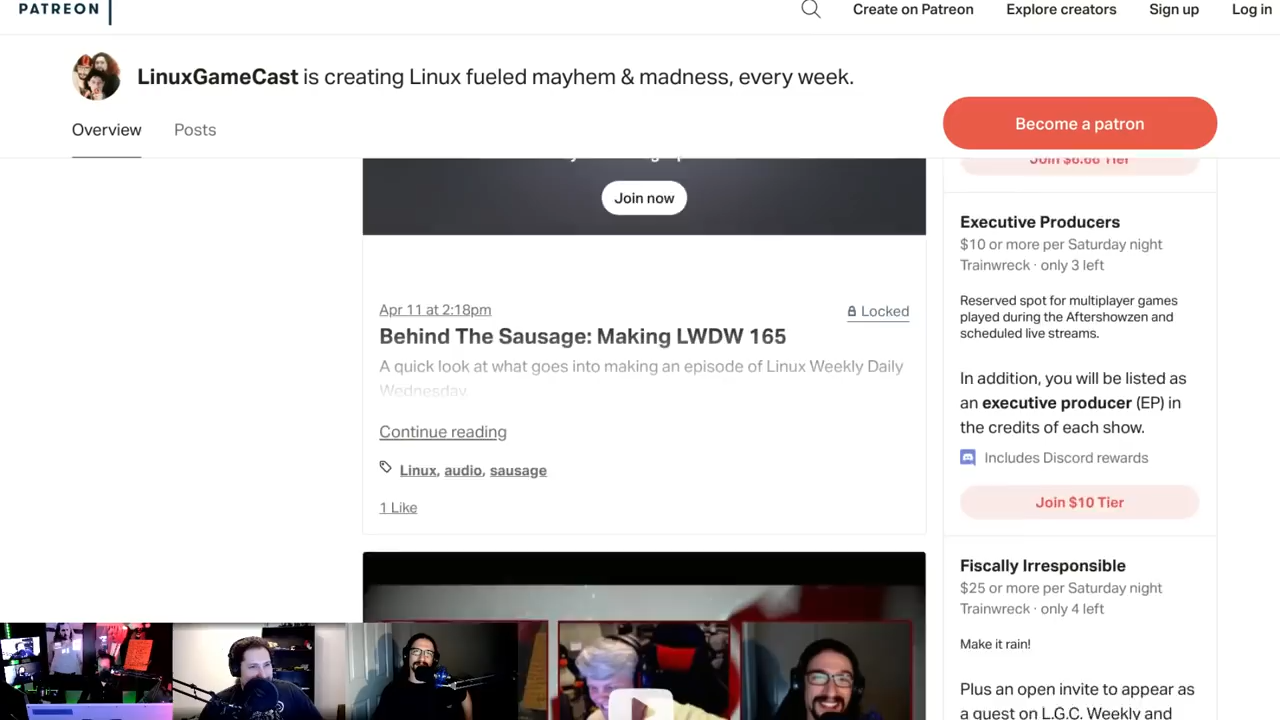 PATREON
Create on Patreon
Explore creators
Sign up
Log in
LinuxGameCast is creating Linux fueled mayhem & madness, every week.
Overview
Posts
Become a patron
Join now
Apr 11 at 2:18pm
Locked
Behind The Sausage: Making LWDW 165
A quick look at what goes into making an episode of Linux Weekly Daily
Wednesday.
Continue reading
Linux, audio, sausage
1 Like
Join $6.66 Tier
Executive Producers
$10 or more per Saturday night
Trainwreck · only 3 left
Reserved spot for multiplayer games
played during the Aftershowzen and
scheduled live streams.
In addition, you will be listed as
an executive producer (EP) in
the credits of each show.
Includes Discord rewards
Join $10 Tier
Fiscally Irresponsible
$25 or more per Saturday night
Trainwreck · only 4 left
Make it rain!
Plus an open invite to appear as
a guest on L.G.C. Weekly and